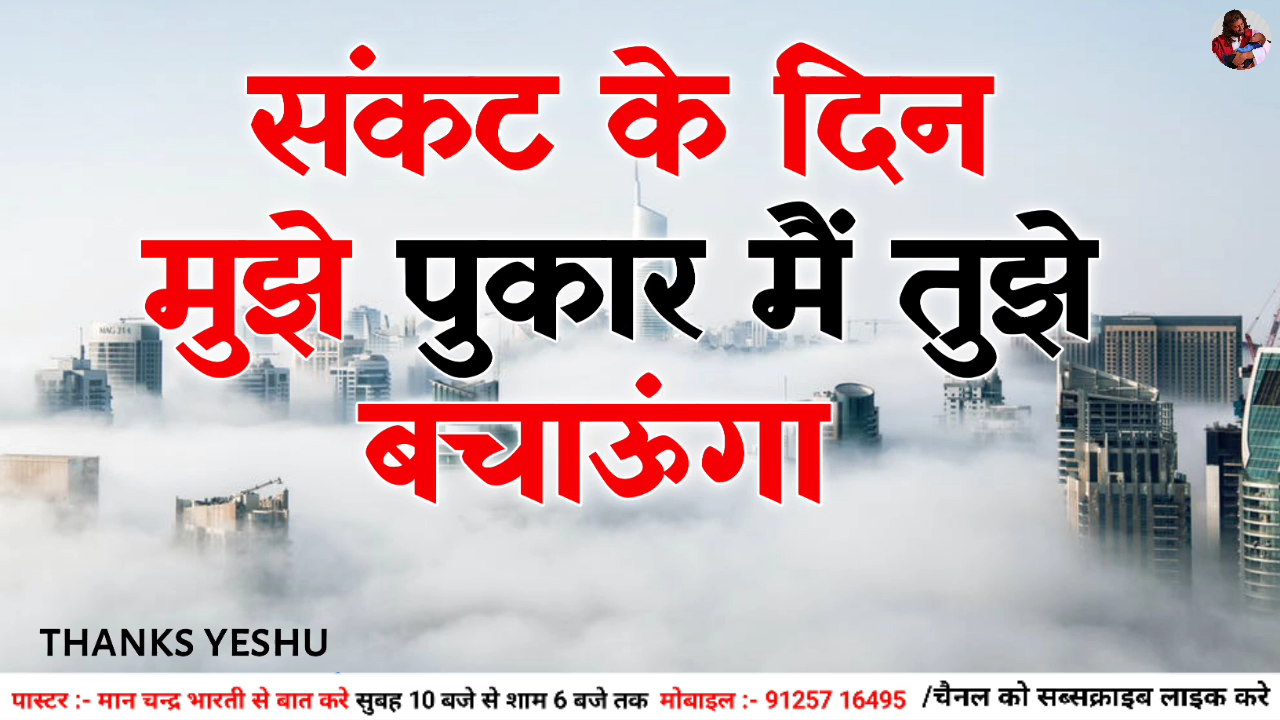 संकट के दिन
मुझे पुकार मैं तुझे
बचाऊंगा
THANKS YESHU
पास्टर :- मान चन्द्र भारती से बात करे सुबह 10 बजे से शाम 6 बजे तक मोबाइल :- 91257 16495 /चैनल को सब्सक्राइब लाइक करे